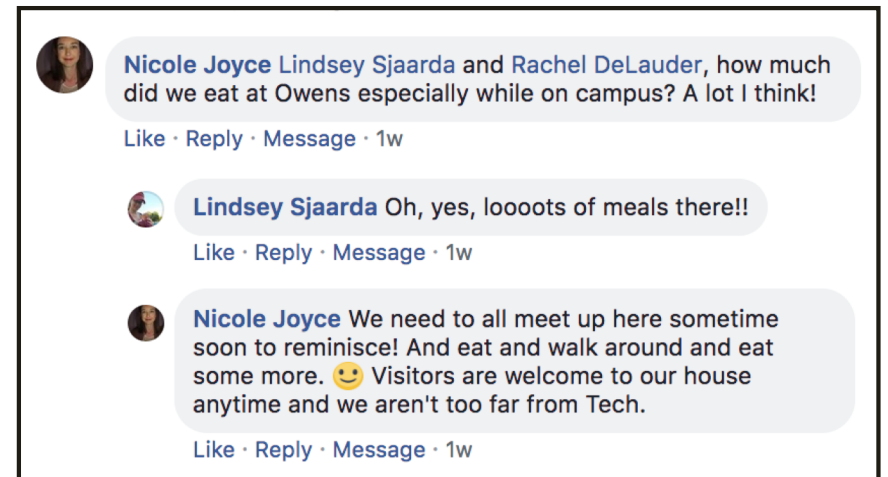 Nicole Joyce Lindsey Sjaarda and Rachel DeLauder, how much
did we eat at Owens especially while on campus? A lot I think!
Like · Reply · Message · 1w
Lindsey Sjaarda Oh, yes, loooots of meals there!!
Like · Reply · Message · 1w
Nicole Joyce We need to all meet up here sometime
soon to reminisce! And eat and walk around and eat
some more. 🙂 Visitors are welcome to our house
anytime and we aren't too far from Tech.
Like · Reply · Message · 1w